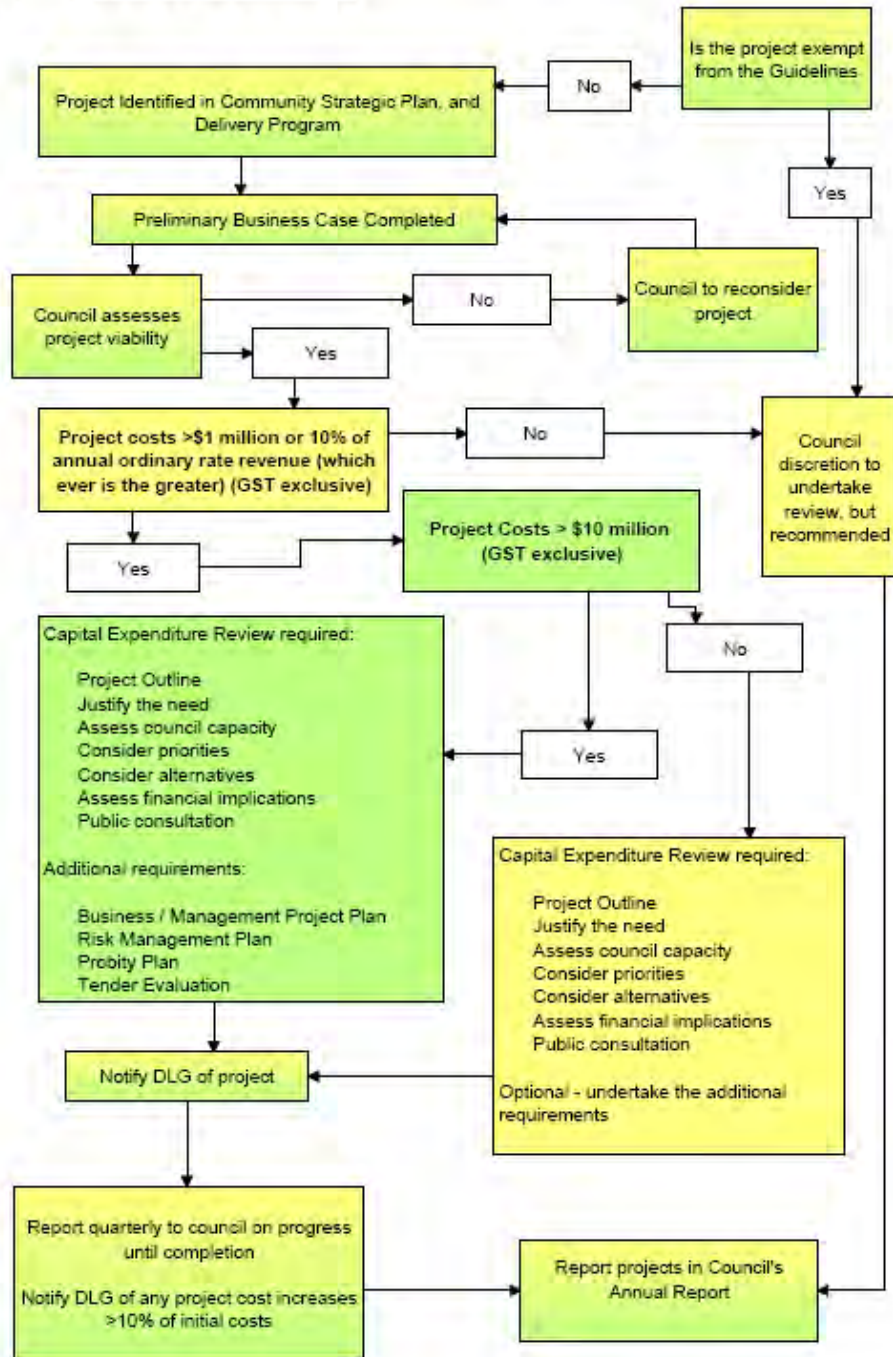 Is the project exempt
from the Guidelines
No
Project Identified in Community Strategic Plan, and
Delivery Program
Yes
Preliminary Business Case Completed
Council assesses
project viability
No
Council to reconsider
project
Yes
Project costs >$1 million or 10% of
annual ordinary rate revenue (which
ever is the greater) (GST exclusive)
No
Council
discretion to
undertake
review, but
recommended
Yes
Project Costs > $10 million
(GST exclusive)
No
Yes
Capital Expenditure Review required:
Project Outline
Justify the need
Assess council capacity
Consider priorities
Consider alternatives
Assess financial implications
Public consultation
Additional requirements:
Business / Management Project Plan
Risk Management Plan
Probity Plan
Tender Evaluation
Capital Expenditure Review required:
Project Outline
Justify the need
Assess council capacity
Consider priorities
Consider alternatives
Assess financial implications
Public consultation
Optional - undertake the additional
requirements
Notify DLG of project
Report quarterly to council on progress
until completion
Notify DLG of any project cost increases
>10% of initial costs
Report projects in Council's
Annual Report